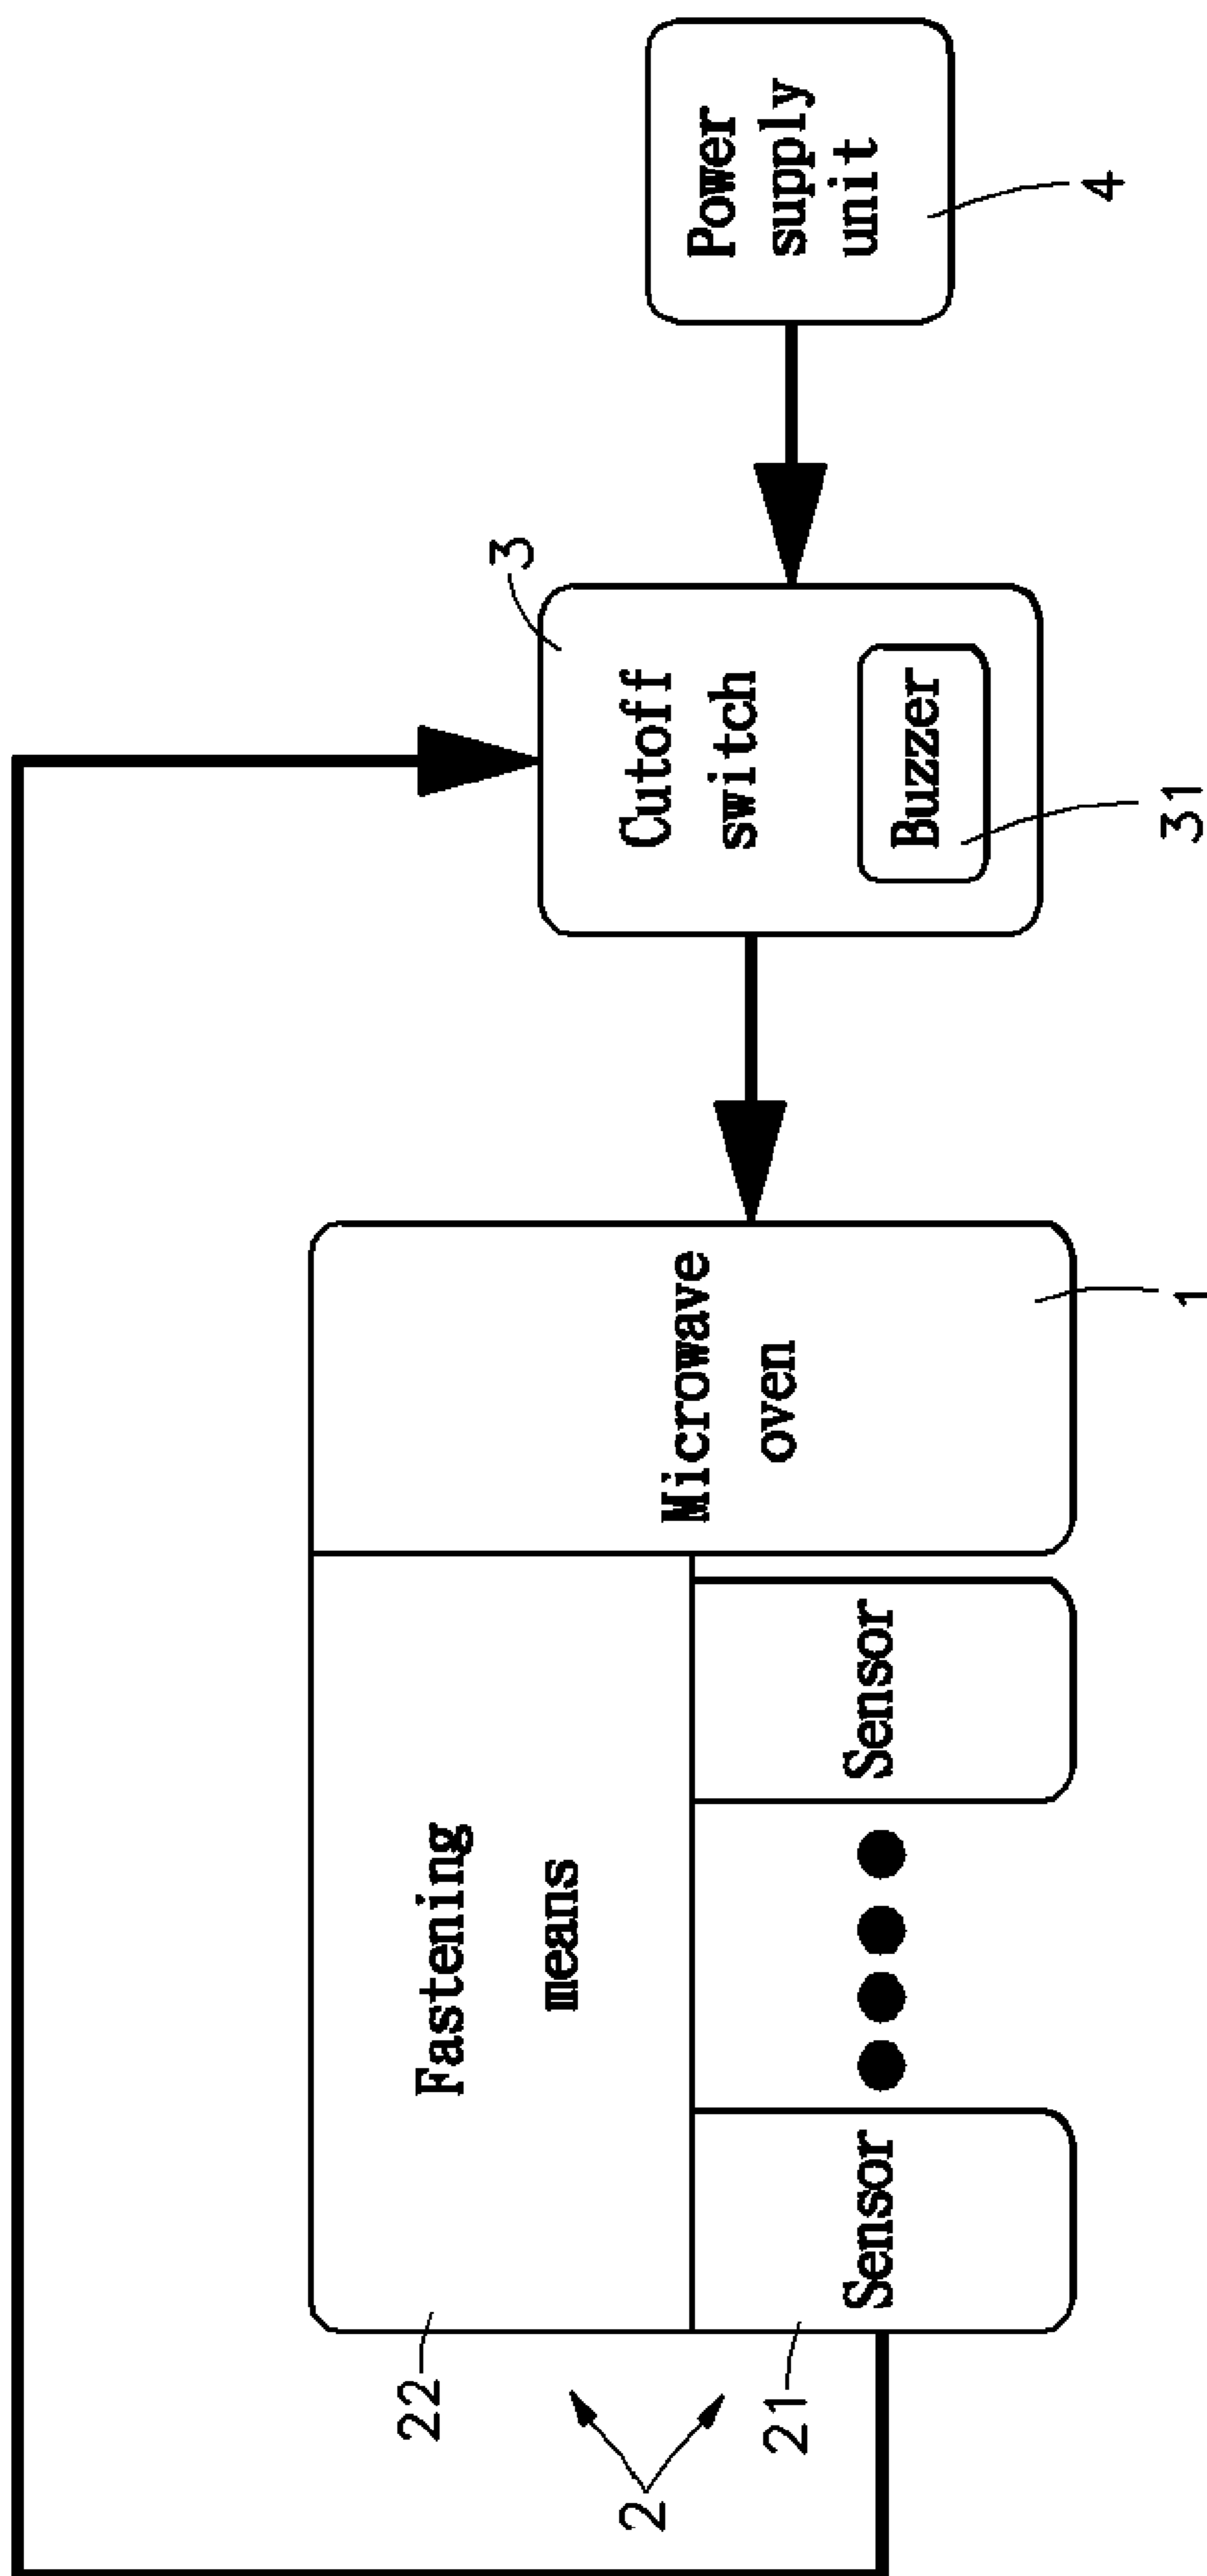 22
Fastening
means
2
21
Sensor
Sensor
Microwave
oven
1
3
Cutoff
switch
Buzzer
31
Power
supply
unit
4